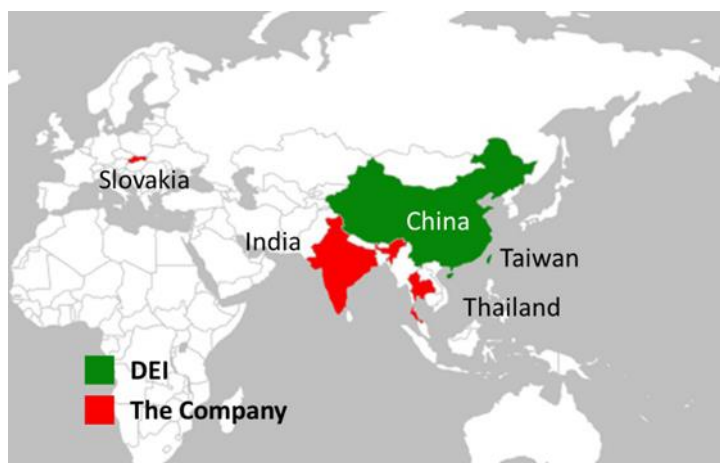 Slovakia
China
India
Taiwan
Thailand
DEI
The Company